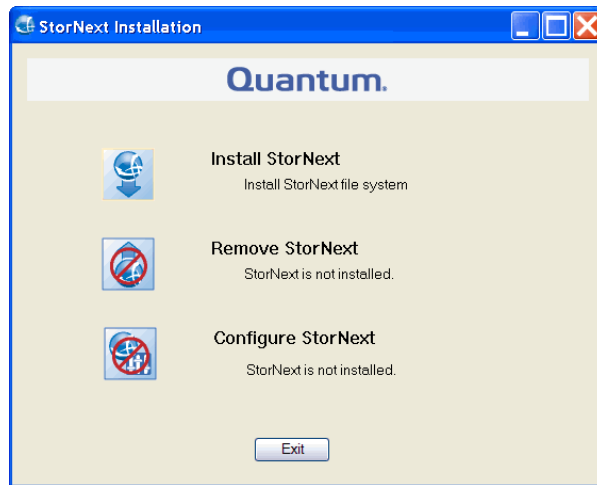 StorNext Installation
Quantum.
Install StorNext
Install StorNext file system
Remove StorNext
StorNext is not installed.
Configure StorNext
StorNext is not installed.
Exit